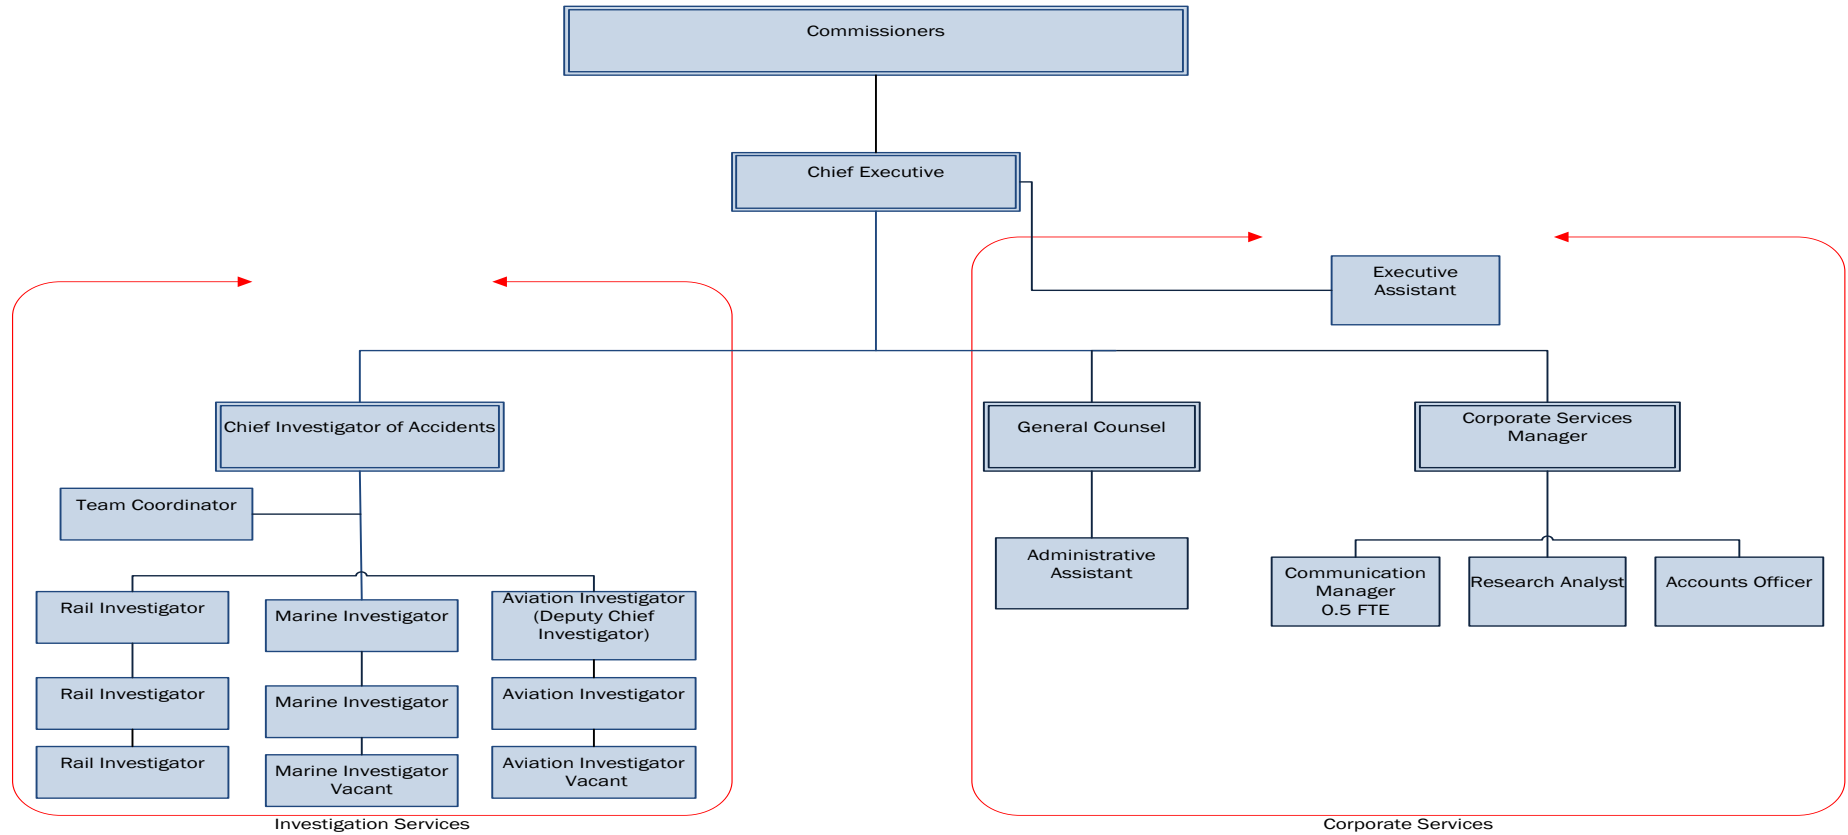 Commissioners
Chief Executive
Executive
Assistant
Chief Investigator of Accidents
General Counsel
Corporate Services
Manager
Team Coordinator
Administrative
Assistant
Communication
Manager
0.5 FTE
Research Analyst
Accounts Officer
Rail Investigator
Marine Investigator
Aviation Investigator
(Deputy Chief
Investigator)
Rail Investigator
Marine Investigator
Aviation Investigator
Rail Investigator
Marine Investigator
Vacant
Aviation Investigator
Vacant
Investigation Services
Corporate Services